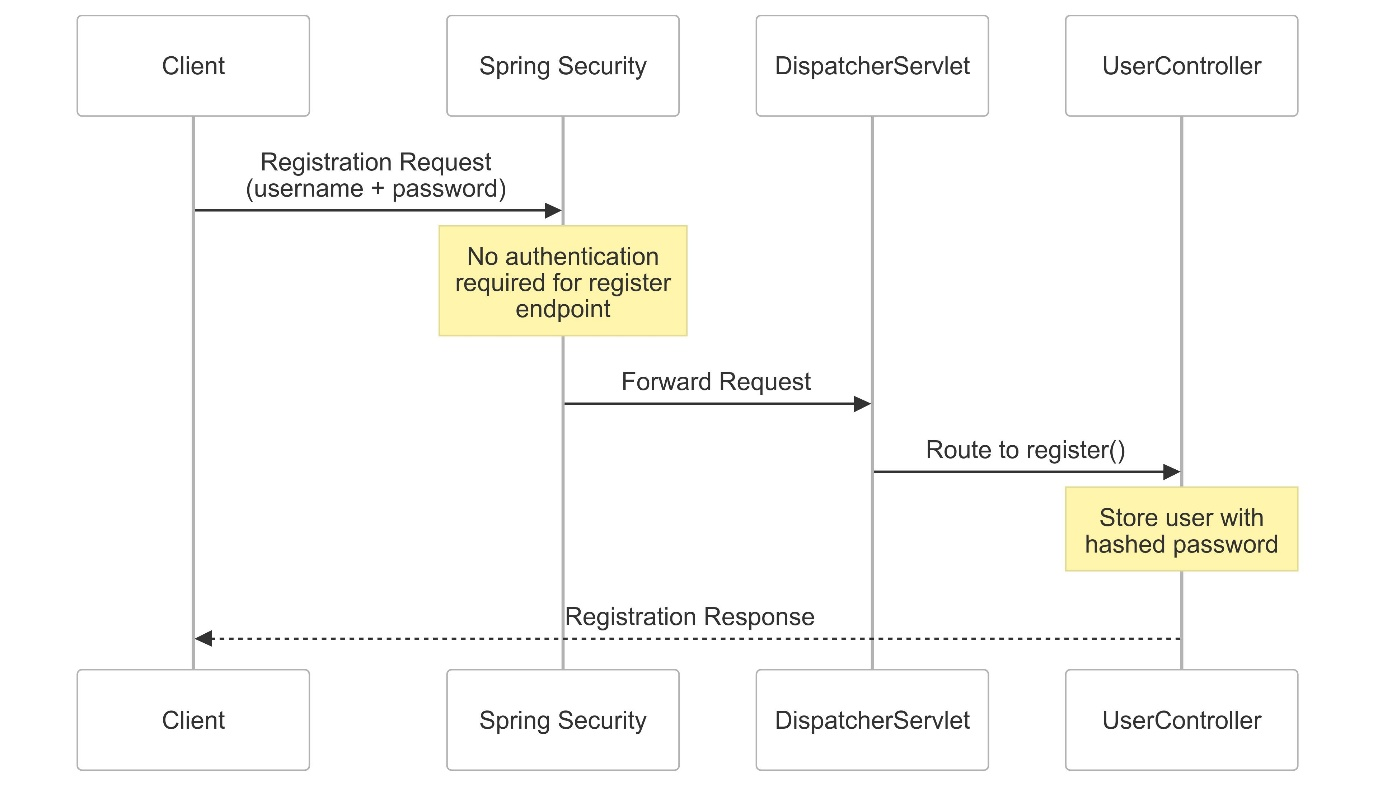 Client
Spring Security
DispatcherServlet
UserController
Registration Request
(username + password)
No authentication
required for register
endpoint
Forward Request
Route to register()
Store user with
hashed password
Registration Response
Client
Spring Security
DispatcherServlet
UserController